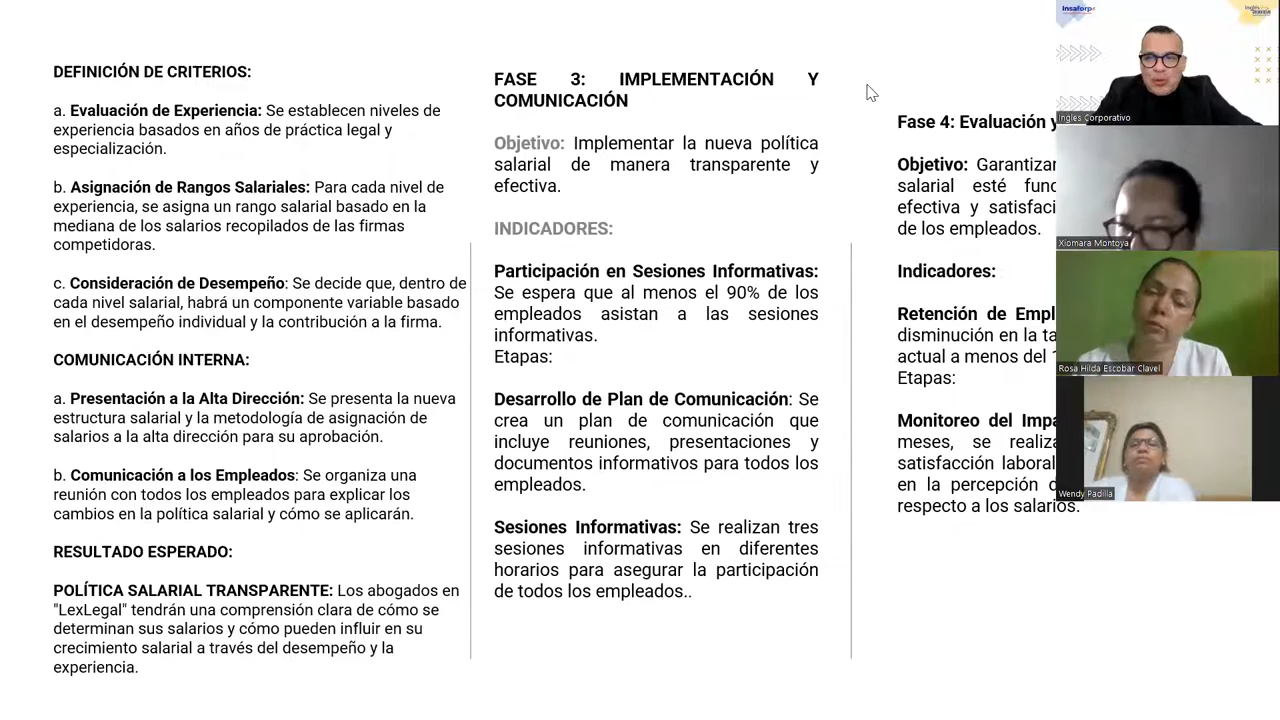 DEFINICIÓN DE CRITERIOS:
a. Evaluación de Experiencia: Se establecen niveles de
experiencia basados en años de práctica legal y
especialización.
b. Asignación de Rangos Salariales: Para cada nivel de
experiencia, se asigna un rango salarial basado en la
mediana de los salarios recopilados de las firmas
competidoras.
c. Consideración de Desempeño: Se decide que, dentro de
cada nivel salarial, habrá un componente variable basado
en el desempeño individual y la contribución a la firma.
COMUNICACIÓN INTERNA:
a. Presentación a la Alta Dirección: Se presenta la nueva
estructura salarial y la metodología de asignación de
salarios a la alta dirección para su aprobación.
b. Comunicación a los Empleados: Se organiza una
reunión con todos los empleados para explicar los
cambios en la política salarial y cómo se aplicarán.
RESULTADO ESPERADO:
POLÍTICA SALARIAL TRANSPARENTE: Los abogados en
"LexLegal" tendrán una comprensión clara de cómo se
determinan sus salarios y cómo pueden influir en su
crecimiento salarial a través del desempeño y la
experiencia.
FASE 3: IMPLEMENTACIÓN Y
COMUNICACIÓN
Objetivo: Implementar la nueva política
salarial de manera transparente y
efectiva.
INDICADORES:
Participación en Sesiones Informativas:
Se espera que al menos el 90% de los
empleados asistan a las sesiones
informativas.
Etapas:
Desarrollo de Plan de Comunicación: Se
crea un plan de comunicación que
incluye reuniones, presentaciones y
documentos informativos para todos los
empleados.
Sesiones Informativas: Se realizan tres
sesiones informativas en diferentes
horarios para asegurar la participación
de todos los empleados..
Fase 4: Evaluación y
Objetivo: Garantizar
salarial esté
efectiva y
de los empleados.
Indicadores:
Retención de
disminución en la
actual a menos del
Etapas:
Monitoreo del
meses, se
satisfacción laboral
en la percepción
respecto a los salarios.
Insaforp
Ingles Corporativo
Xiomara Montoya
Rosa Hilda Escobar Clavel
Wendy Padilla